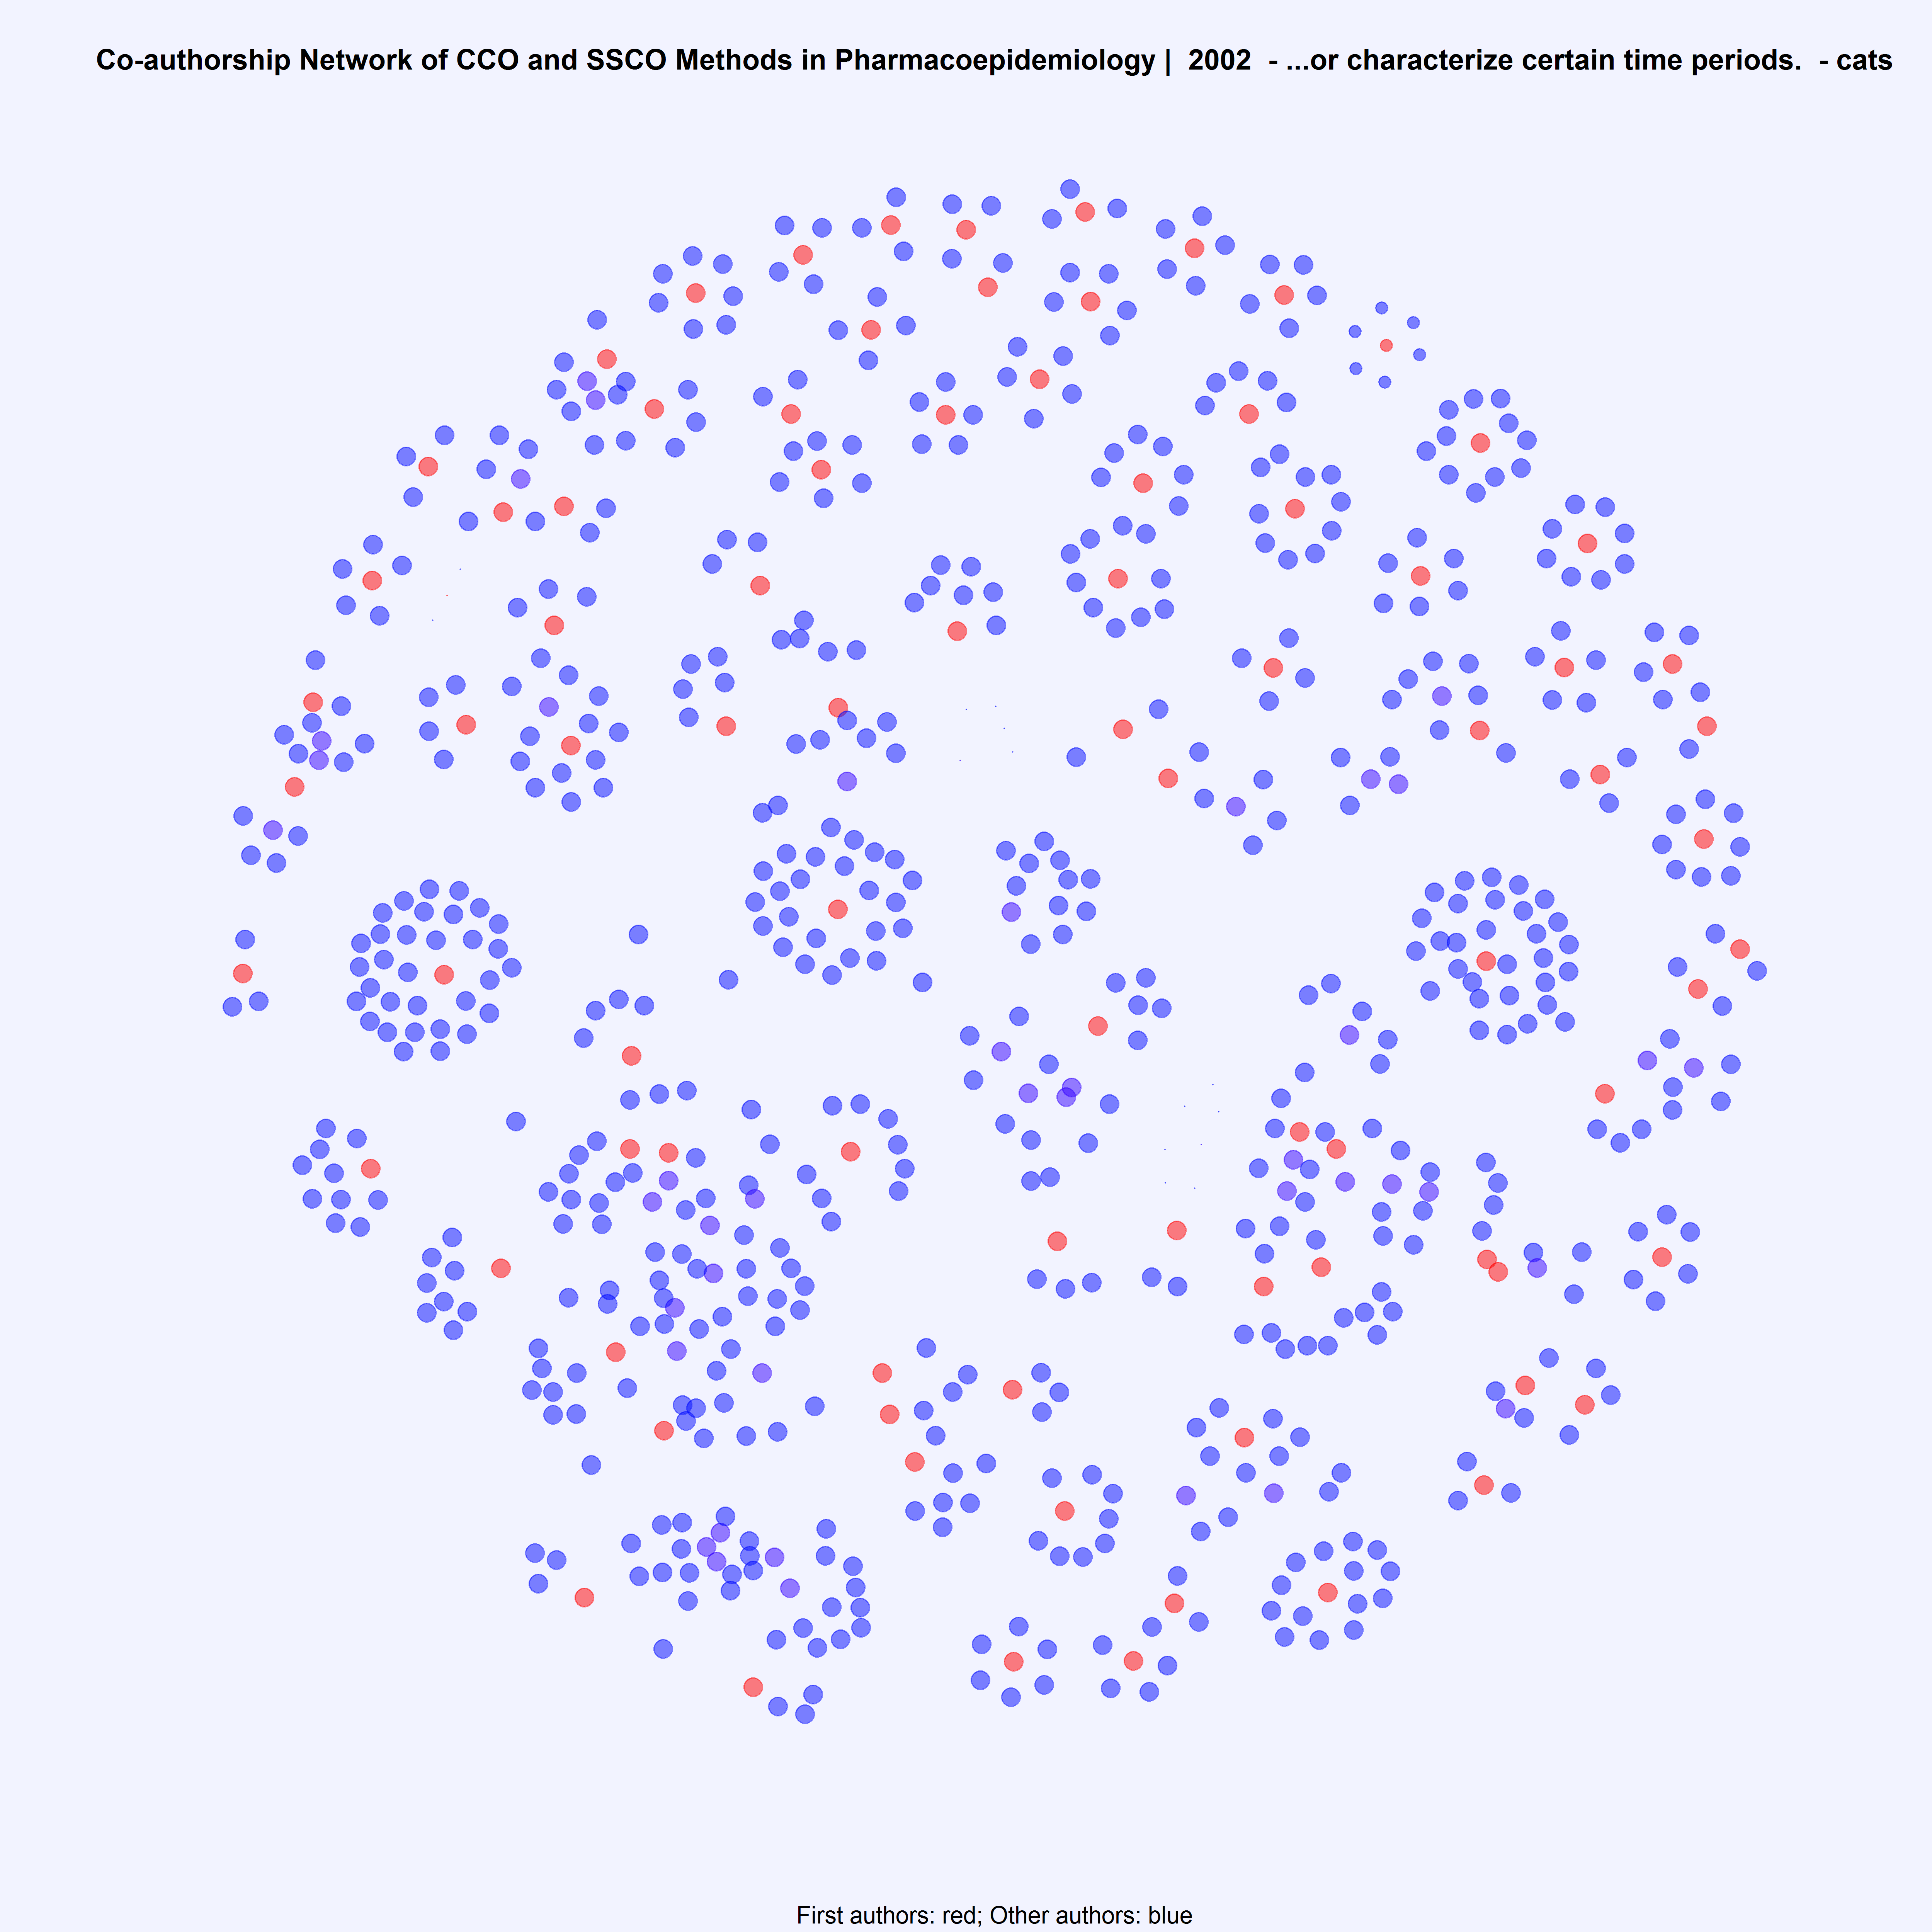 Co-authorship Network of CCO and SSCO Methods in Pharmacoepidemiology | 2002 - ...or characterize certain time periods. - cats
First authors: red; Other authors: blue